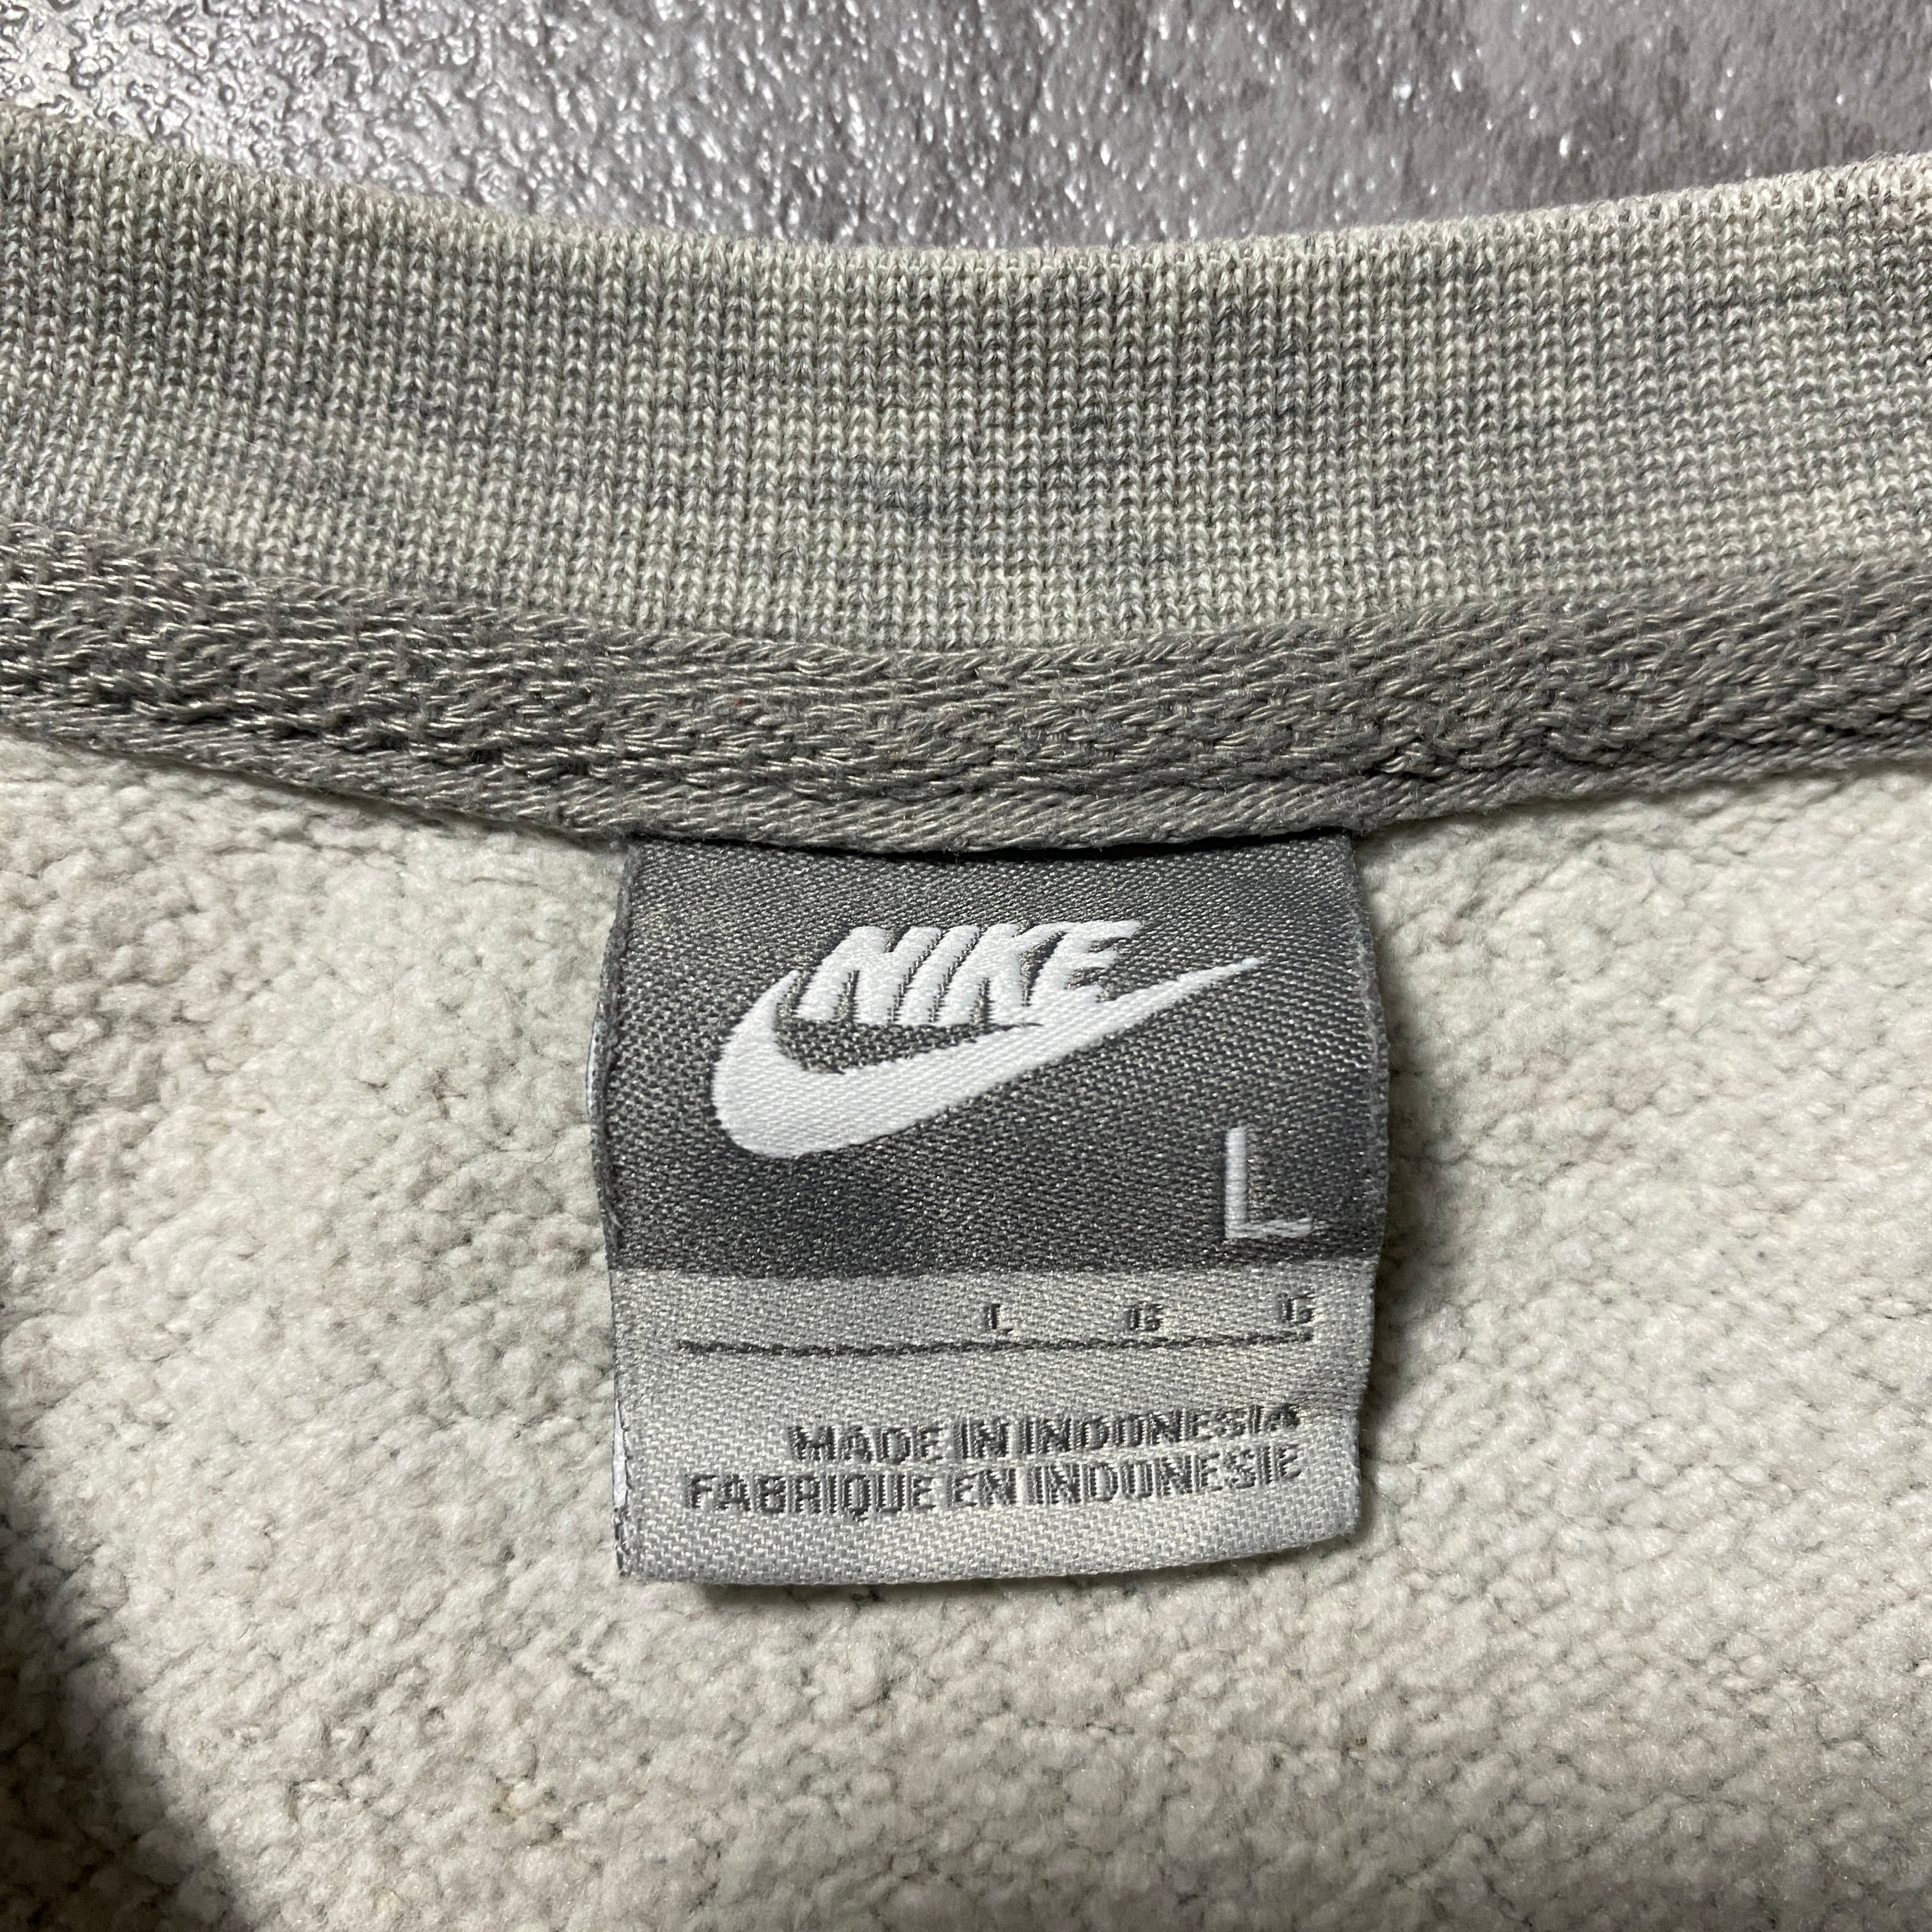 NIKE
L
L G G
MADE IN INDONESIA
FABRIQUE EN INDONESIE